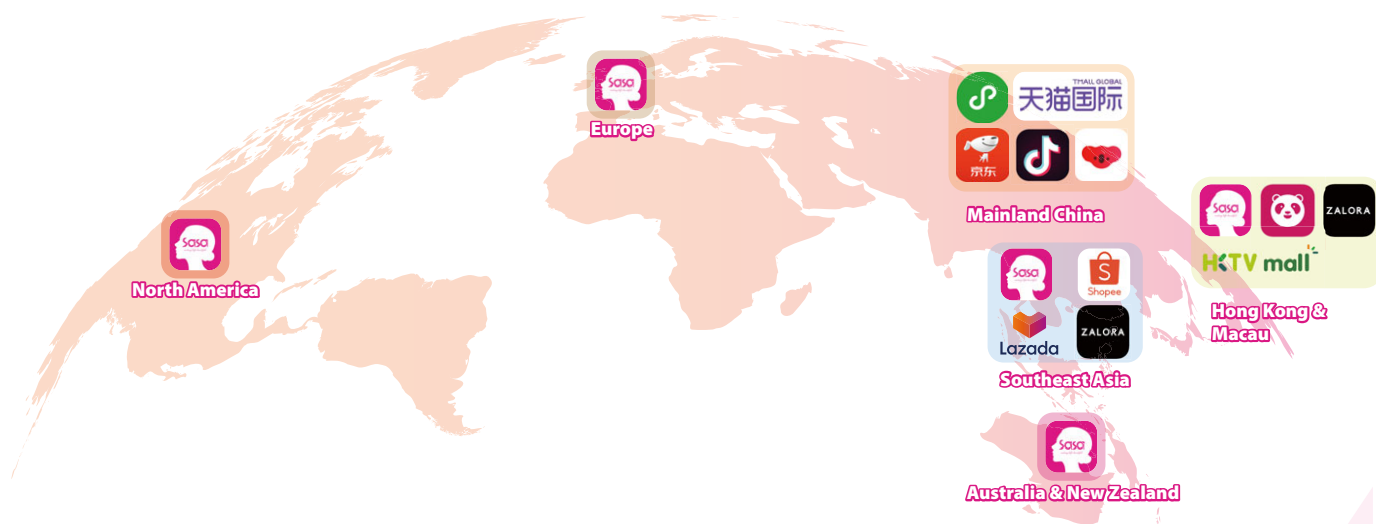 sasa
Europe
TMALL GLOBAL
天猫国际
京东
Mainland China
sasa
ZALORA
HKTV mall
Hong Kong &
Macau
sasa
North America
sasa
Shopee
Lazada
ZALORA
Southeast Asia
sasa
Australia & New Zealand